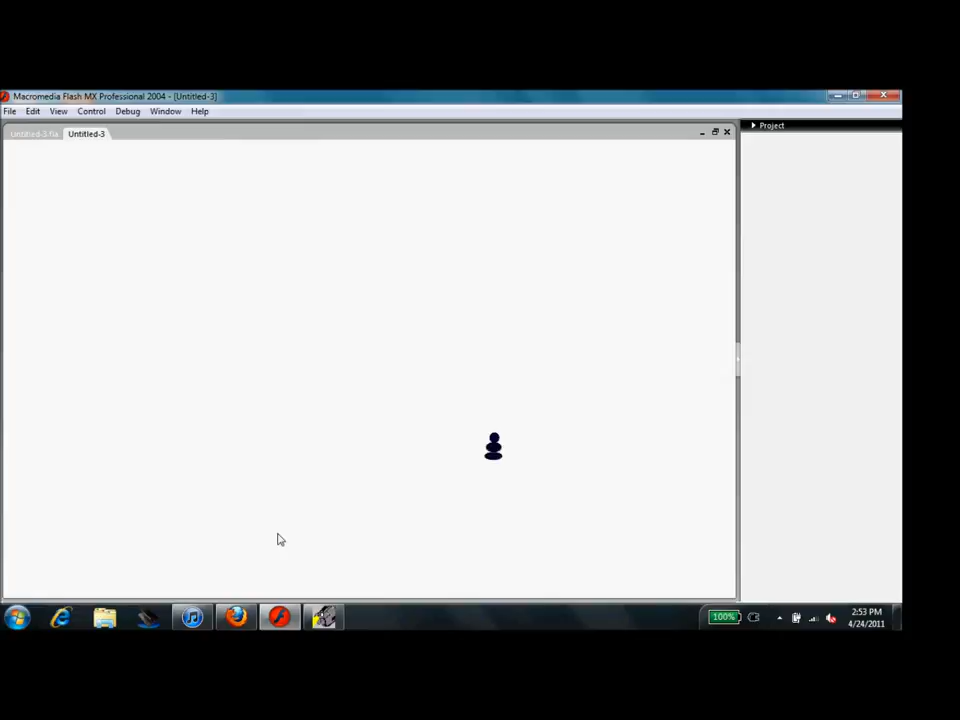 Macromedia Flash MX Professional 2004 - [Untitled-3]
File Edit View Control Debug Window Help
Untitled-3.fla Untitled-3
Project
100%
2:53 PM
4/24/2011